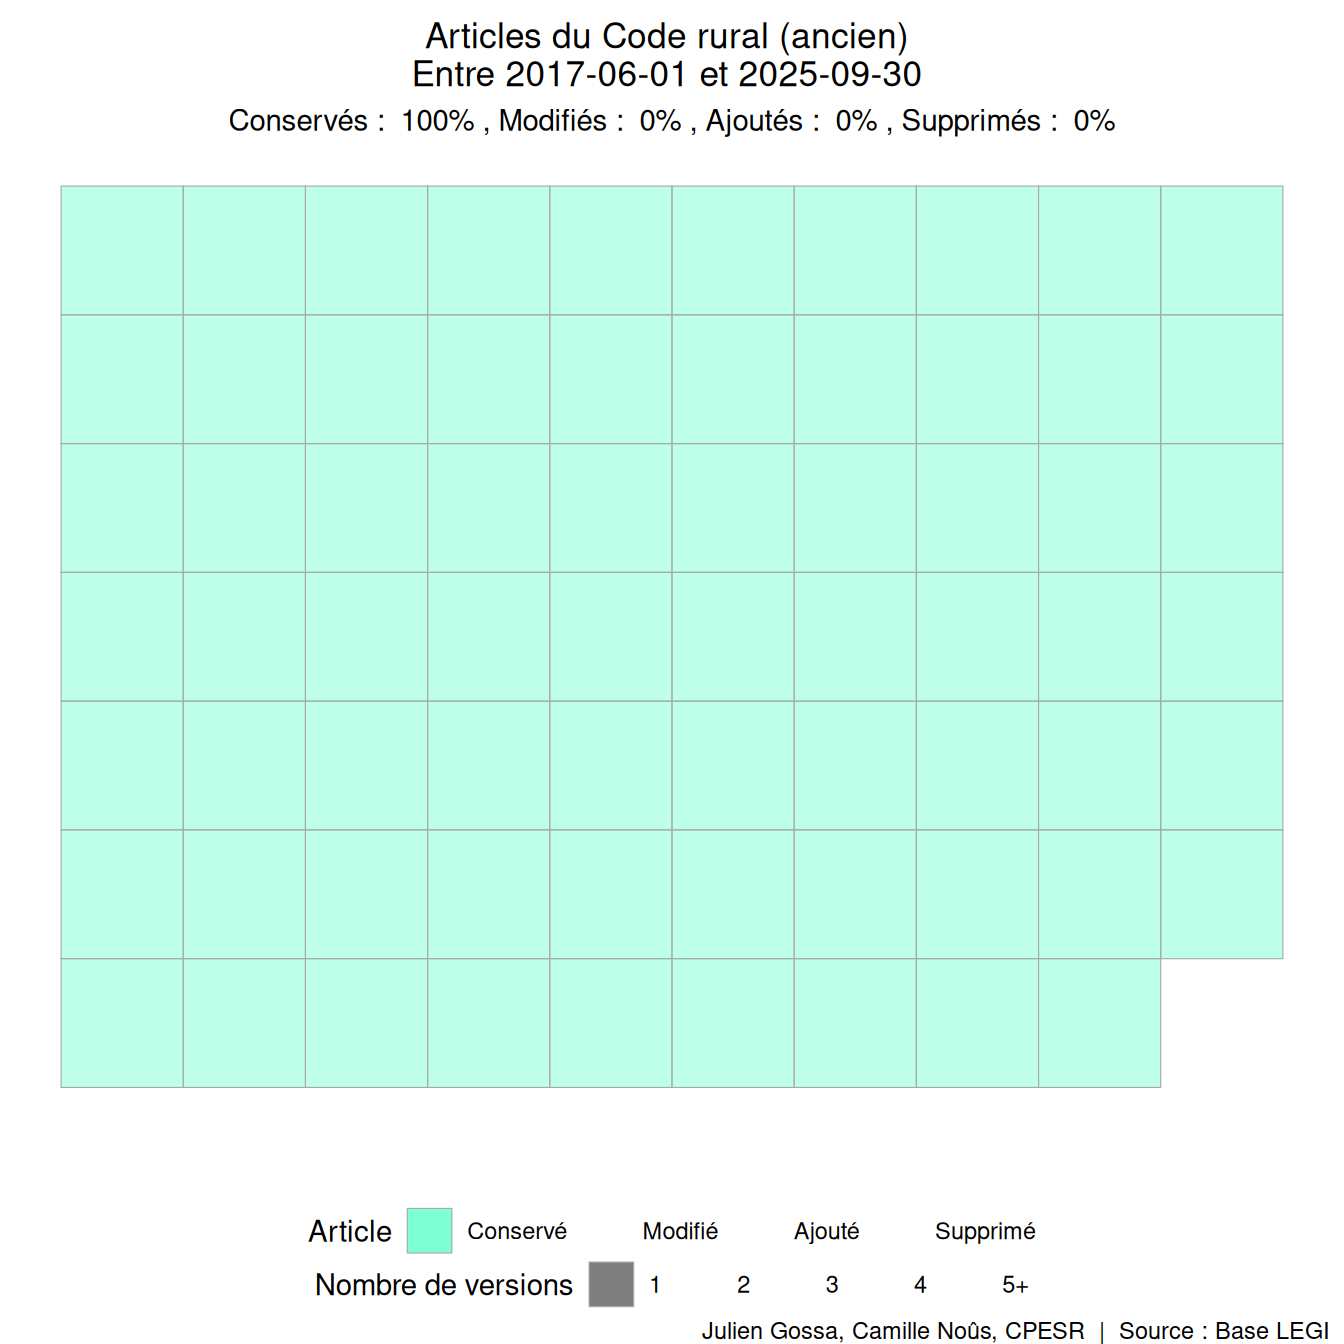 Articles du Code rural (ancien)
Entre 2017-06-01 et 2025-09-30
Conservés :  100% , Modifiés :  0% , Ajoutés :  0% , Supprimés :  0%
Article Conservé Modifié Ajouté Supprimé
Nombre de versions 1 2 3 4 5+
Julien Gossa, Camille Noûs, CPESR | Source : Base LEGI